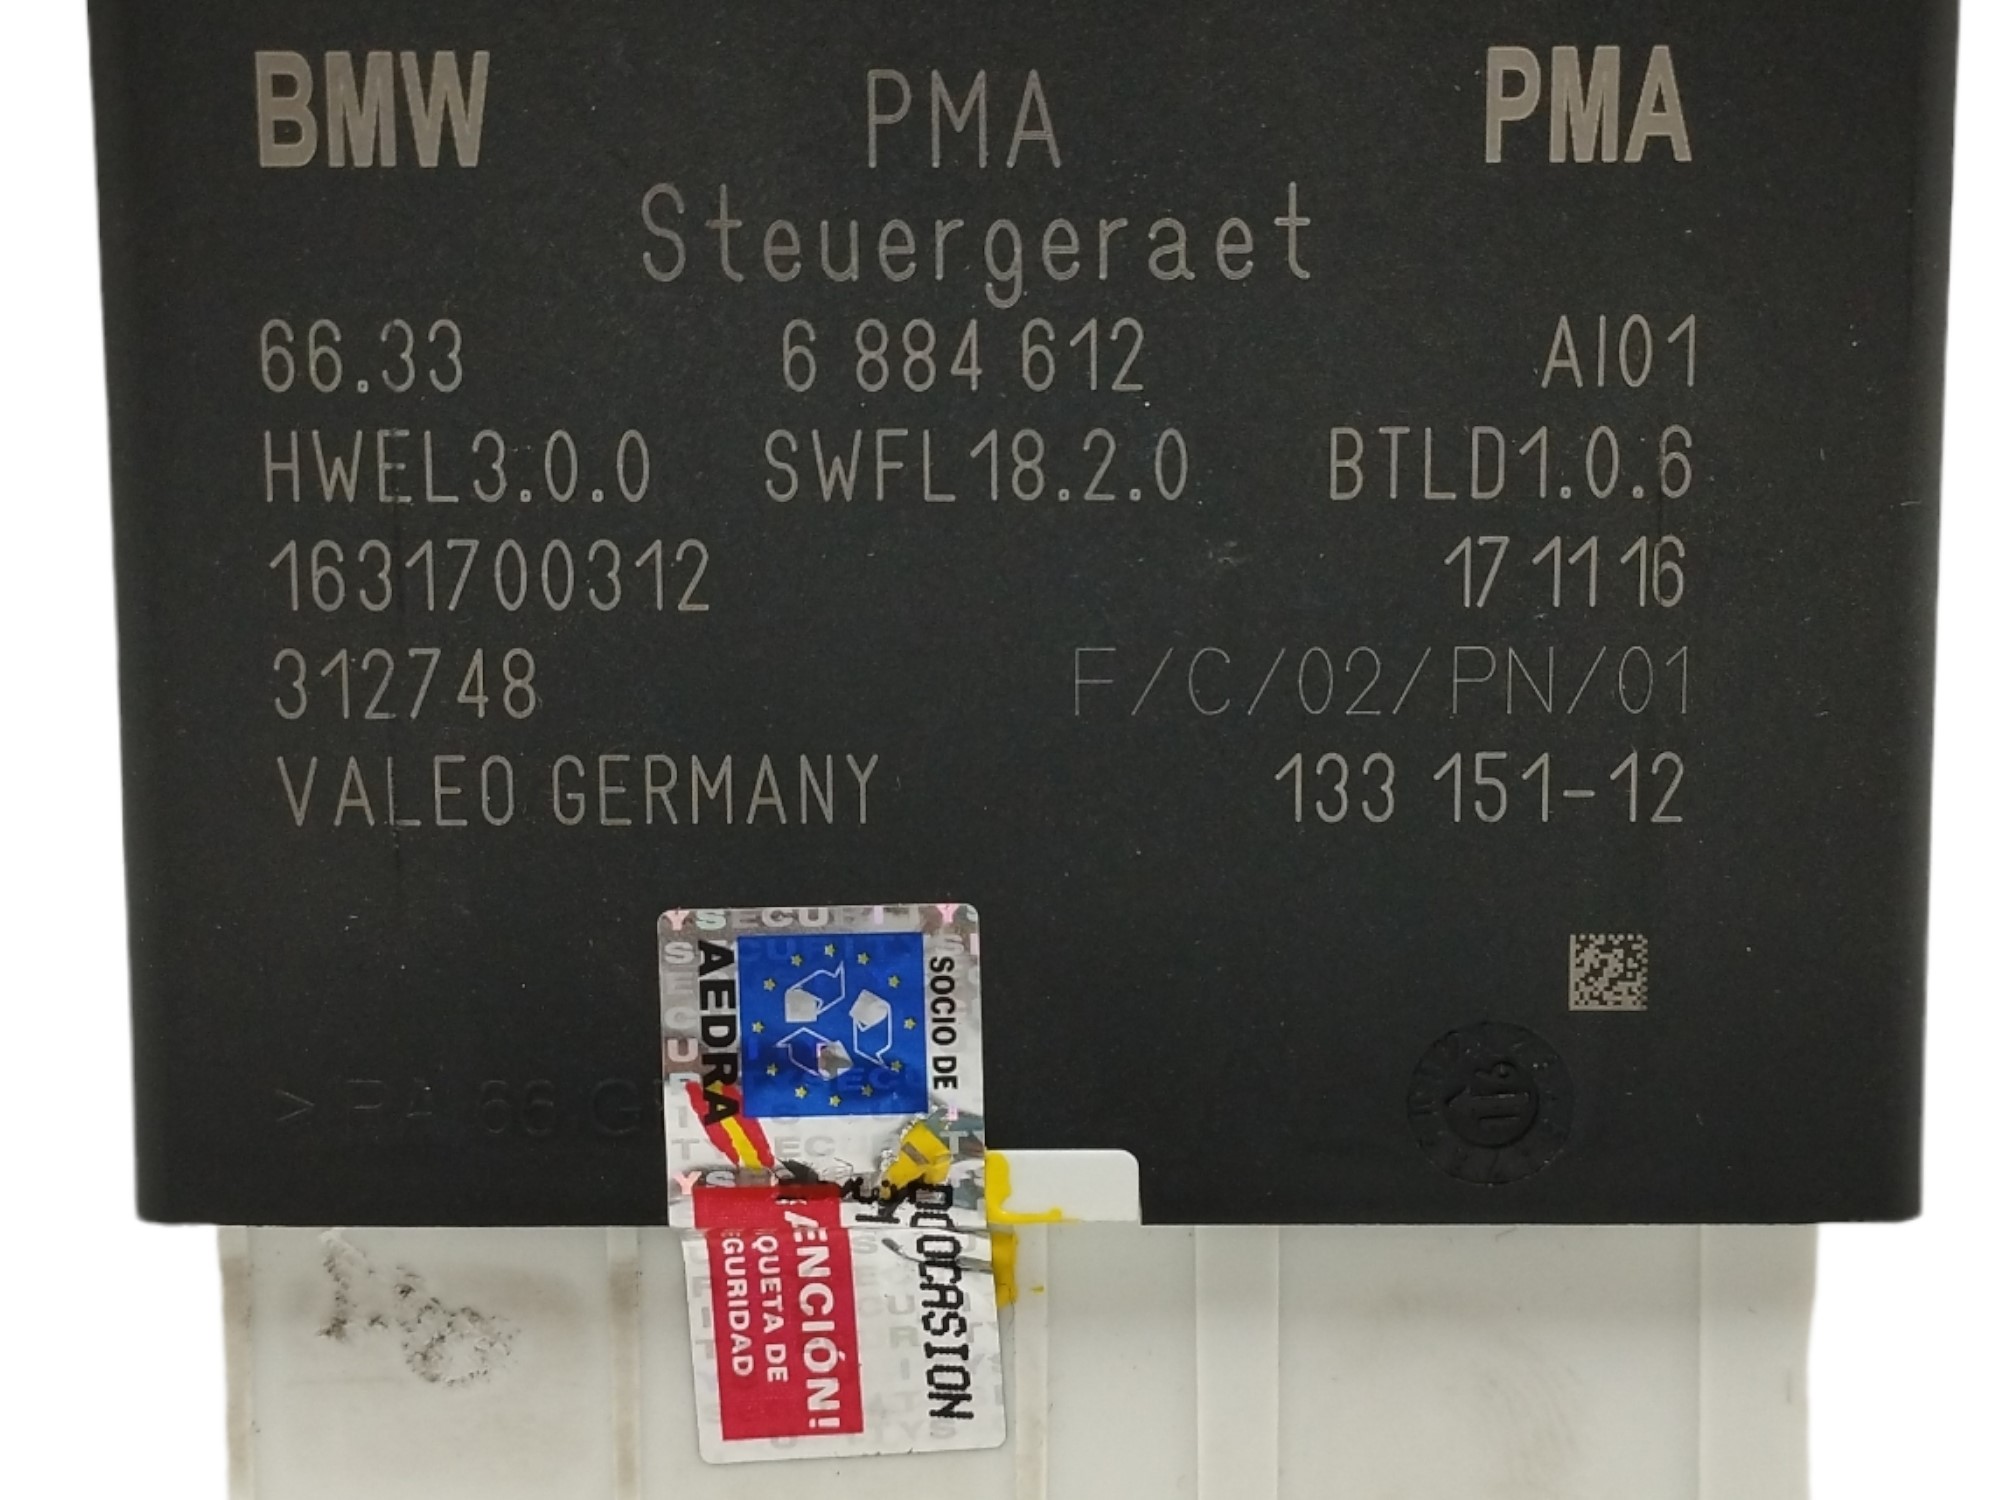 BMW PMA PMA
Steuergeraet
66.33 6 884 612 AI01
HWEL3.0.0 SWFL18.2.0 BTLD1.0.6
1631700312 17 11 16
312748 F/C/02/PN/01
VALEO GERMANY 133 151-12
SOCIO DE
AEDRA
ENCIÓN!
QUETA DE
GURIDAD
OCASION